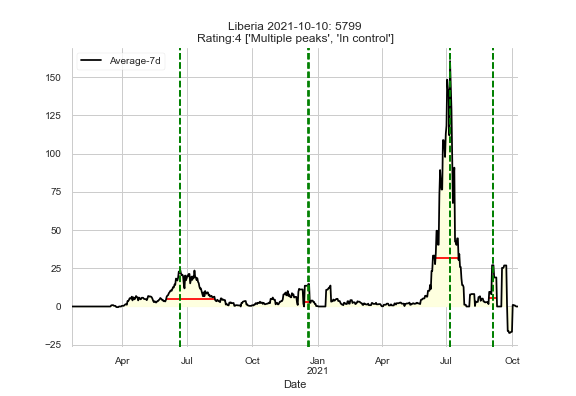 Liberia 2021-10-10: 5799
Rating:4 ['Multiple peaks', 'In control']
Average-7d
150
125
100
75
50
25
0
−25
Apr
Jul
Oct
Jan
2021
Apr
Jul
Oct
Date